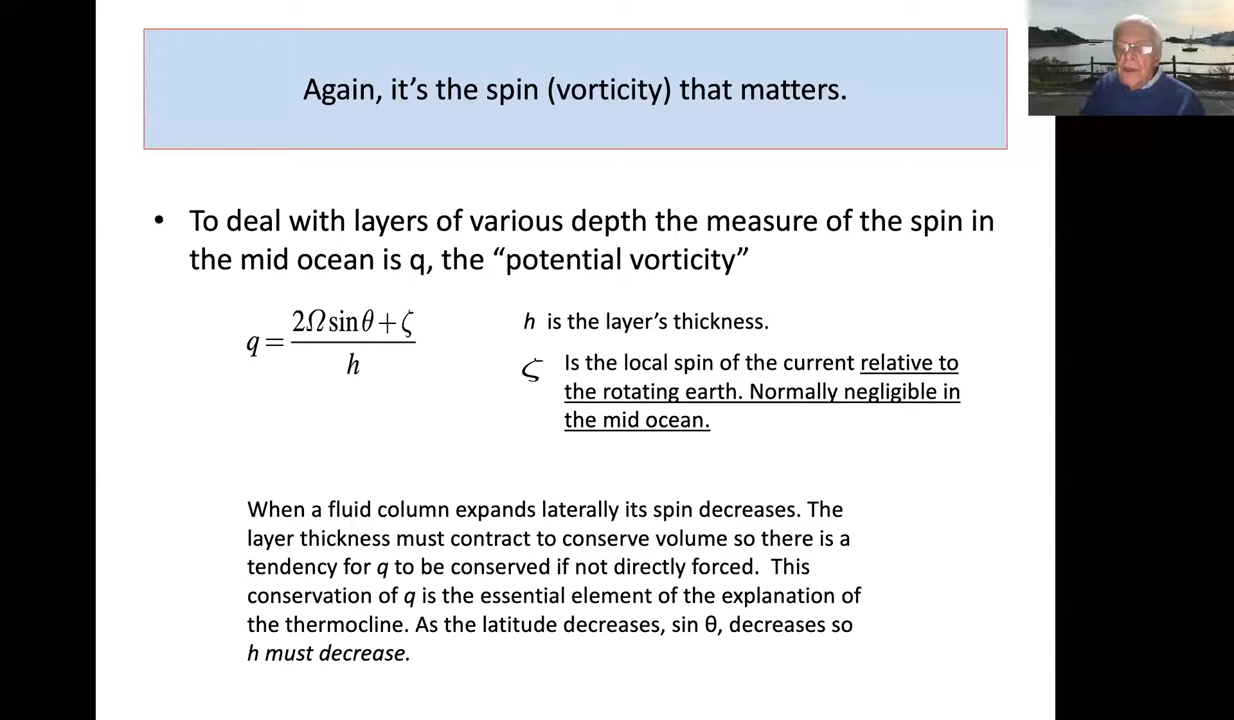 Again, it's the spin (vorticity) that matters.
• To deal with layers of various depth the measure of the spin in
the mid ocean is q, the “potential vorticity”
q = (2Ω sin θ + ζ) / h
h is the layer's thickness.
ζ Is the local spin of the current relative to
the rotating earth. Normally negligible in
the mid ocean.
When a fluid column expands laterally its spin decreases. The
layer thickness must contract to conserve volume so there is a
tendency for q to be conserved if not directly forced.  This
conservation of q is the essential element of the explanation of
the thermocline. As the latitude decreases, sin θ, decreases so
h must decrease.